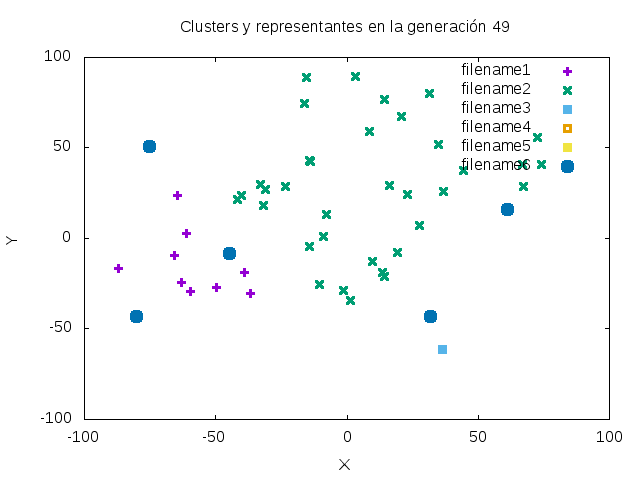 Clusters y representantes en la generación 49
100
50
0
-50
-100
Y
-100
-50
0
50
100
X
filename1
filename2
filename3
filename4
filename5
filename6